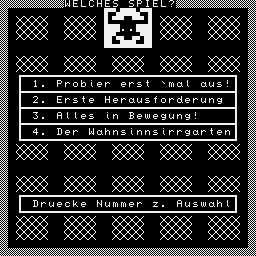 WELCHES SPIEL?
1. Probier erst `mal aus!
2. Erste Herausforderung
3. Alles in Bewegung!
4. Der Wahnsinnsirrgarten
Druecke Nummer z. Auswahl